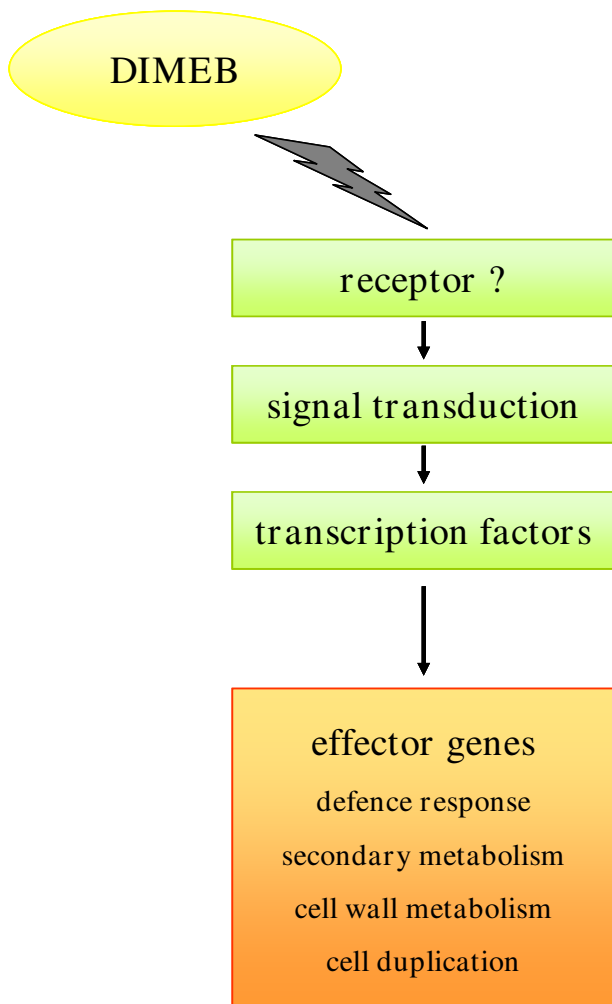 DIMEB
receptor ?
signal transduction
transcription factors
effector genes
defence response
secondary metabolism
cell wall metabolism
cell duplication